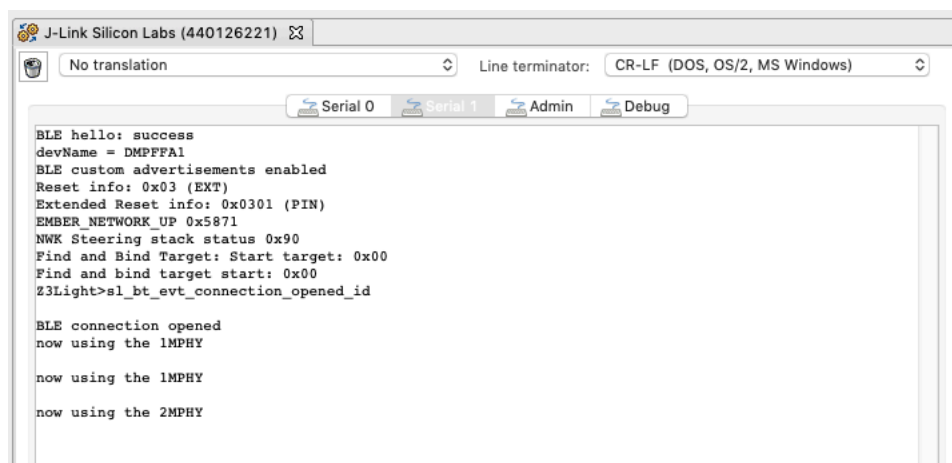 J-Link Silicon Labs (440126221)
No translation
Line terminator: CR-LF (DOS, OS/2, MS Windows)
Serial 0 Serial 1 Admin Debug
BLE hello: success
devName = DMPFFA1
BLE custom advertisements enabled
Reset info: 0x03 (EXT)
Extended Reset info: 0x0301 (PIN)
EMBER_NETWORK_UP 0x5871
NWK Steering stack status 0x90
Find and Bind Target: Start target: 0x00
Find and bind target start: 0x00
Z3Light>sl_bt_evt_connection_opened_id
BLE connection opened
now using the 1MPHY
now using the 1MPHY
now using the 2MPHY